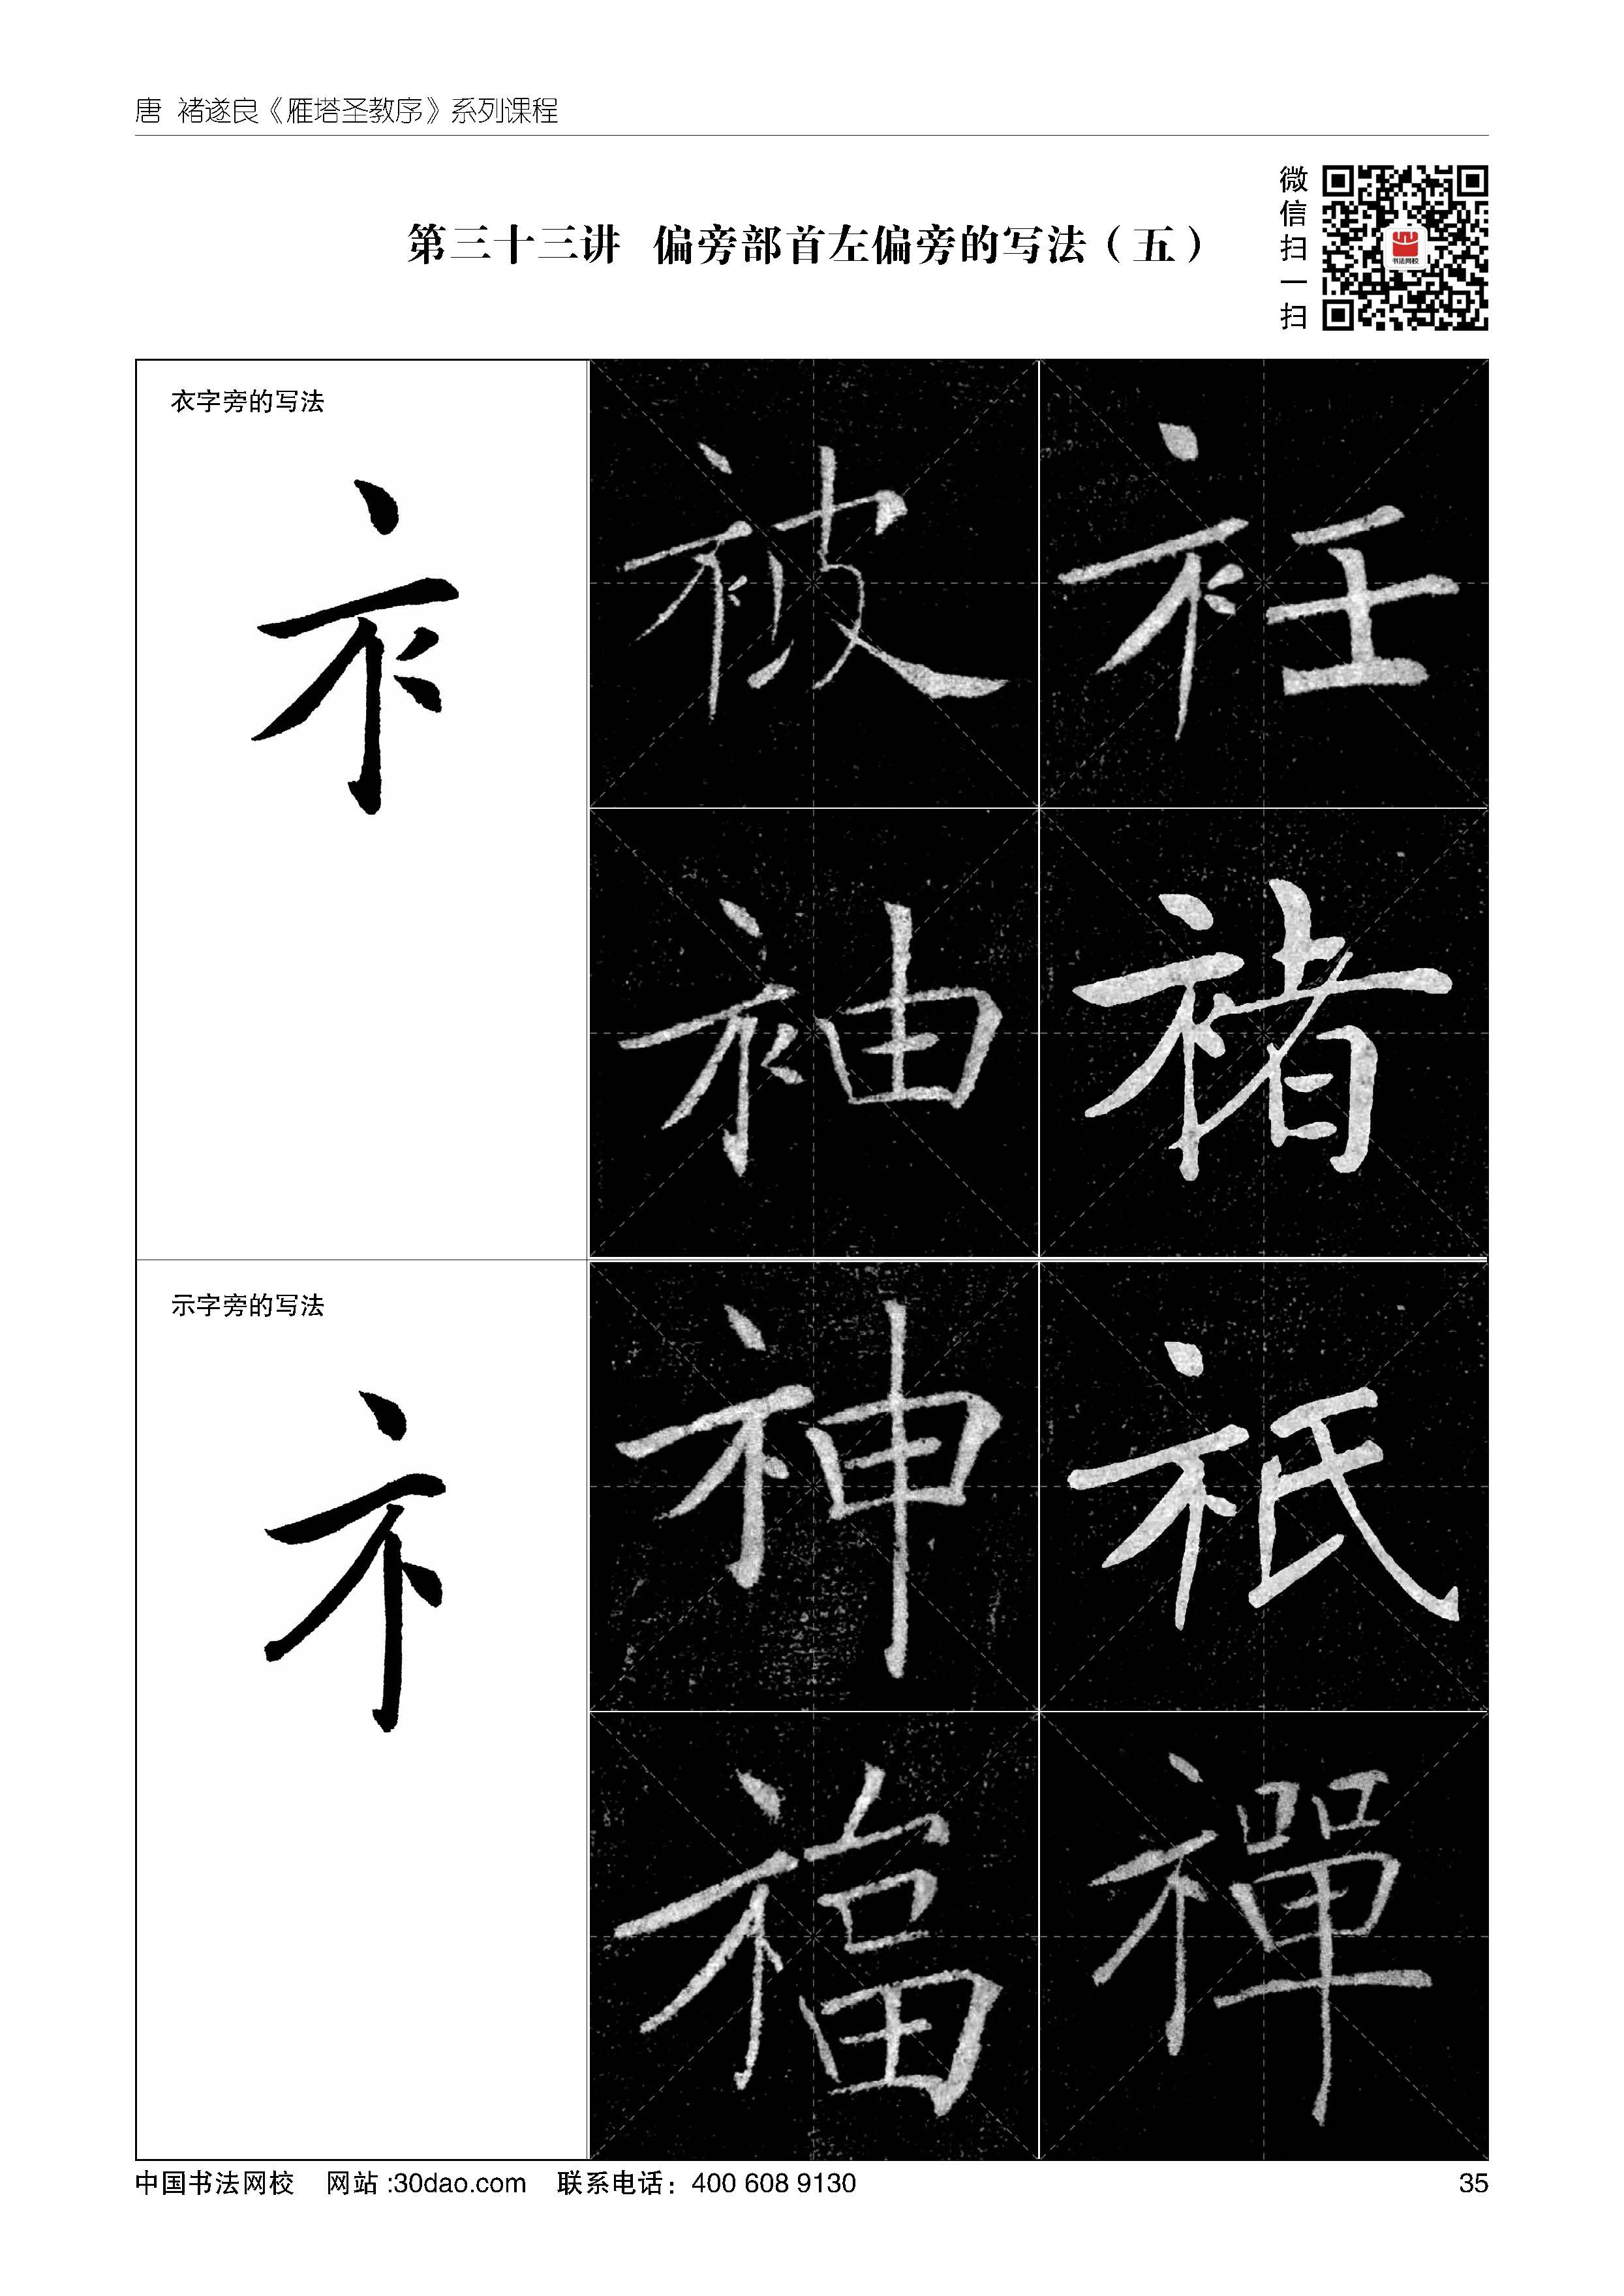 唐 褚遂良《雁塔圣教序》系列课程
微信扫一扫
书法网校
第三十三讲 偏旁部首左偏旁的写法（五）
衣字旁的写法
衤
被 衽
袖 褚
示字旁的写法
礻
神 祇
福 禪
中国书法网校 网站:30dao.com 联系电话：400 608 9130 35